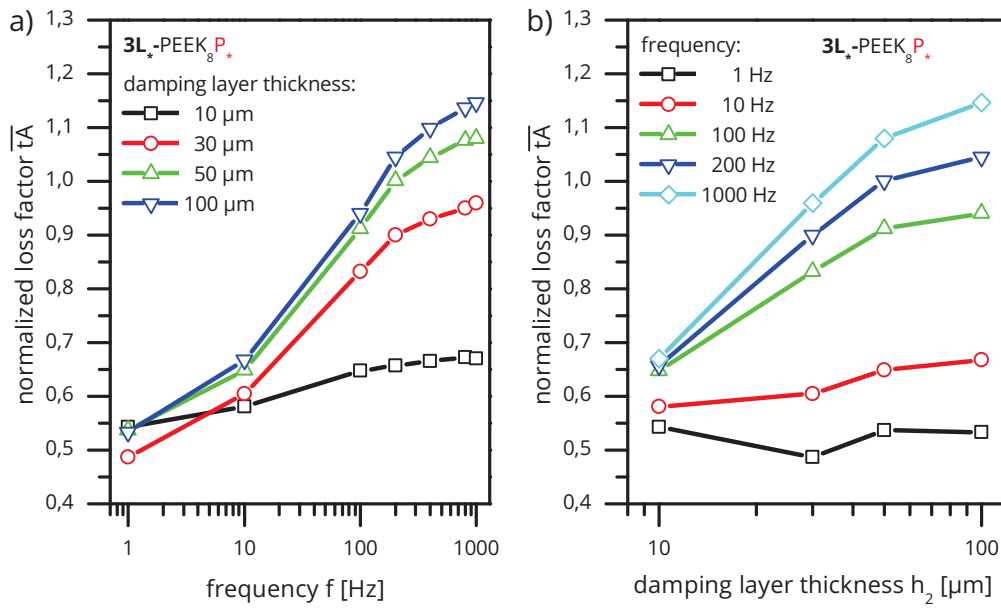 a)
3L*-PEEK8P*
damping layer thickness:
10 µm
30 µm
50 µm
100 µm
normalized loss factor tA
1,3
1,2
1,1
1,0
0,9
0,8
0,7
0,6
0,5
0,4
1 10 100 1000
frequency f [Hz]
b)
frequency: 3L*-PEEK8P*
1 Hz
10 Hz
100 Hz
200 Hz
1000 Hz
normalized loss factor tA
1,3
1,2
1,1
1,0
0,9
0,8
0,7
0,6
0,5
0,4
10 100
damping layer thickness h2 [µm]